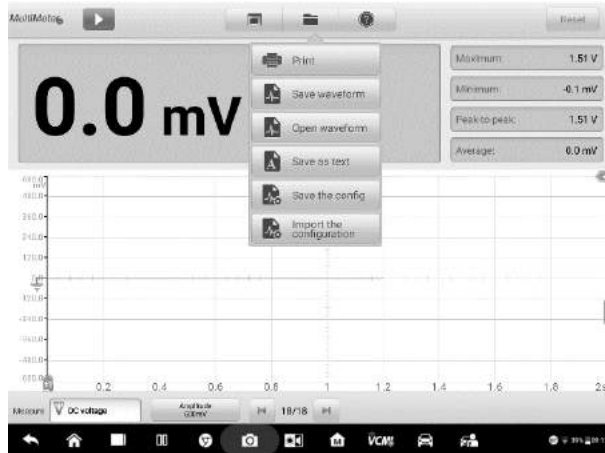 MultiMeter
Reset
0.0 mV
Print
Save waveform
Open waveform
Save as text
Save the config
Import the
configuration
Maximum: 1.51 V
Minimum: -0.1 mV
Peak-to-peak: 1.51 V
Average: 0.0 mV
mV
0.2 0.4 0.6 0.8 1 1.2 1.4 1.6 1.8 2s
Measure DC voltage
Amplitude
600mV
18/18
VCMI
39%